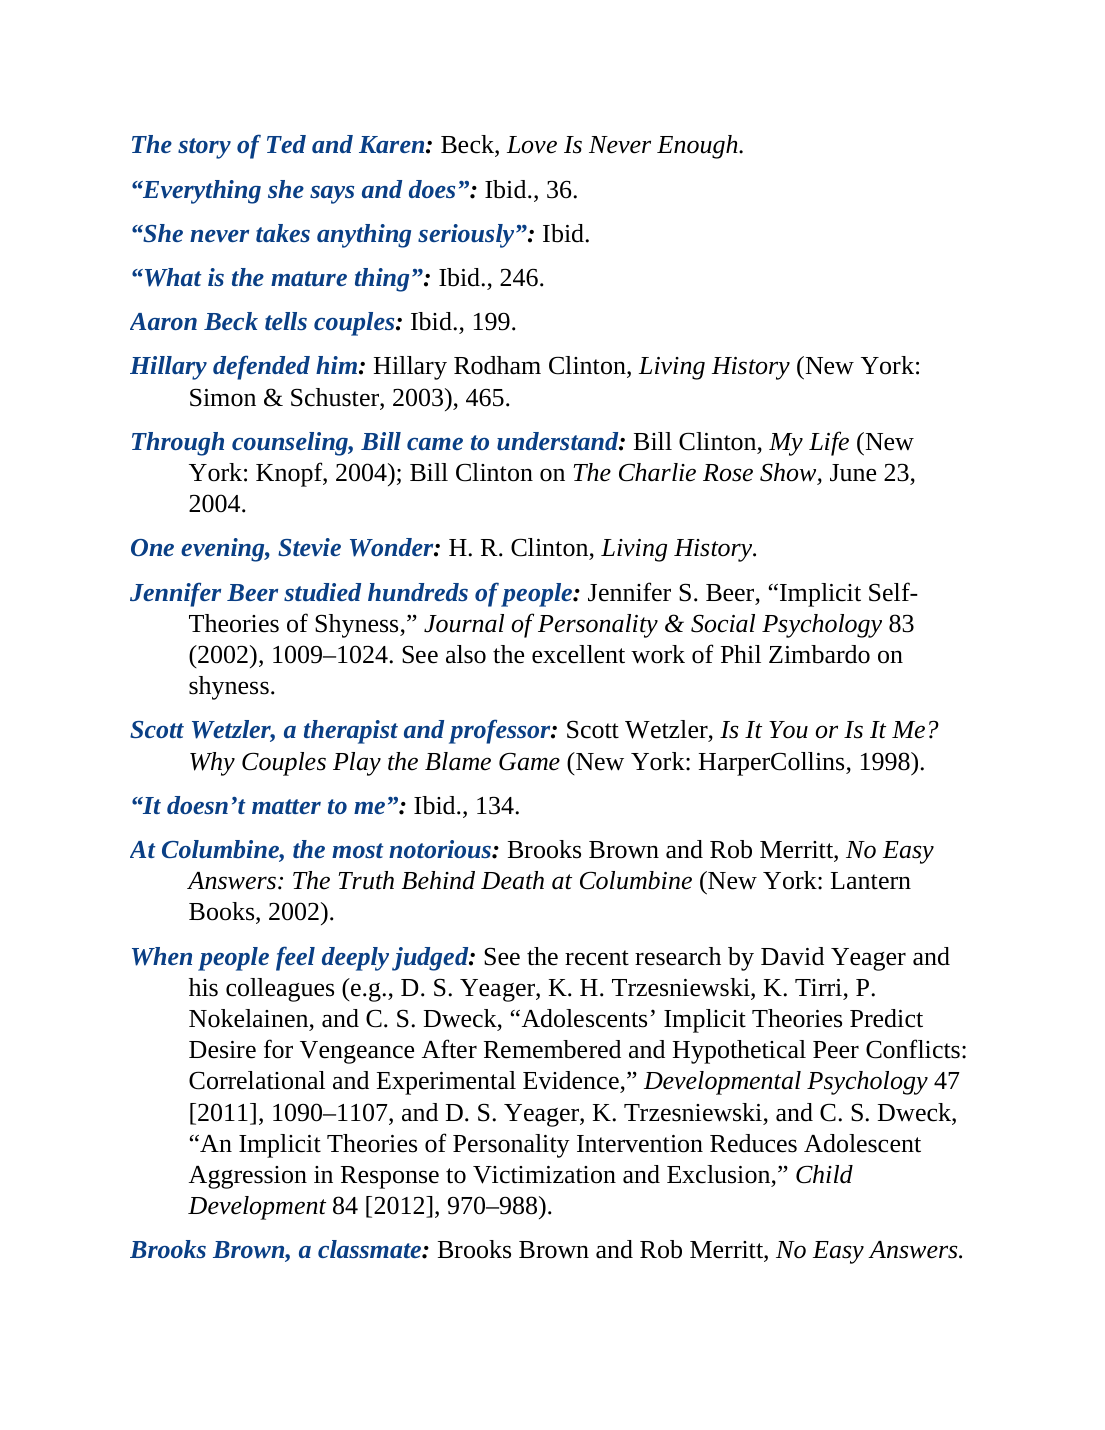 The story of Ted and Karen: Beck, Love Is Never Enough.
“Everything she says and does”: Ibid., 36.
“She never takes anything seriously”: Ibid.
“What is the mature thing”: Ibid., 246.
Aaron Beck tells couples: Ibid., 199.
Hillary defended him: Hillary Rodham Clinton, Living History (New York:
Simon & Schuster, 2003), 465.
Through counseling, Bill came to understand: Bill Clinton, My Life (New
York: Knopf, 2004); Bill Clinton on The Charlie Rose Show, June 23,
2004.
One evening, Stevie Wonder: H. R. Clinton, Living History.
Jennifer Beer studied hundreds of people: Jennifer S. Beer, “Implicit Self-
Theories of Shyness,” Journal of Personality & Social Psychology 83
(2002), 1009–1024. See also the excellent work of Phil Zimbardo on
shyness.
Scott Wetzler, a therapist and professor: Scott Wetzler, Is It You or Is It Me?
Why Couples Play the Blame Game (New York: HarperCollins, 1998).
“It doesn’t matter to me”: Ibid., 134.
At Columbine, the most notorious: Brooks Brown and Rob Merritt, No Easy
Answers: The Truth Behind Death at Columbine (New York: Lantern
Books, 2002).
When people feel deeply judged: See the recent research by David Yeager and
his colleagues (e.g., D. S. Yeager, K. H. Trzesniewski, K. Tirri, P.
Nokelainen, and C. S. Dweck, “Adolescents’ Implicit Theories Predict
Desire for Vengeance After Remembered and Hypothetical Peer Conflicts:
Correlational and Experimental Evidence,” Developmental Psychology 47
[2011], 1090–1107, and D. S. Yeager, K. Trzesniewski, and C. S. Dweck,
“An Implicit Theories of Personality Intervention Reduces Adolescent
Aggression in Response to Victimization and Exclusion,” Child
Development 84 [2012], 970–988).
Brooks Brown, a classmate: Brooks Brown and Rob Merritt, No Easy Answers.